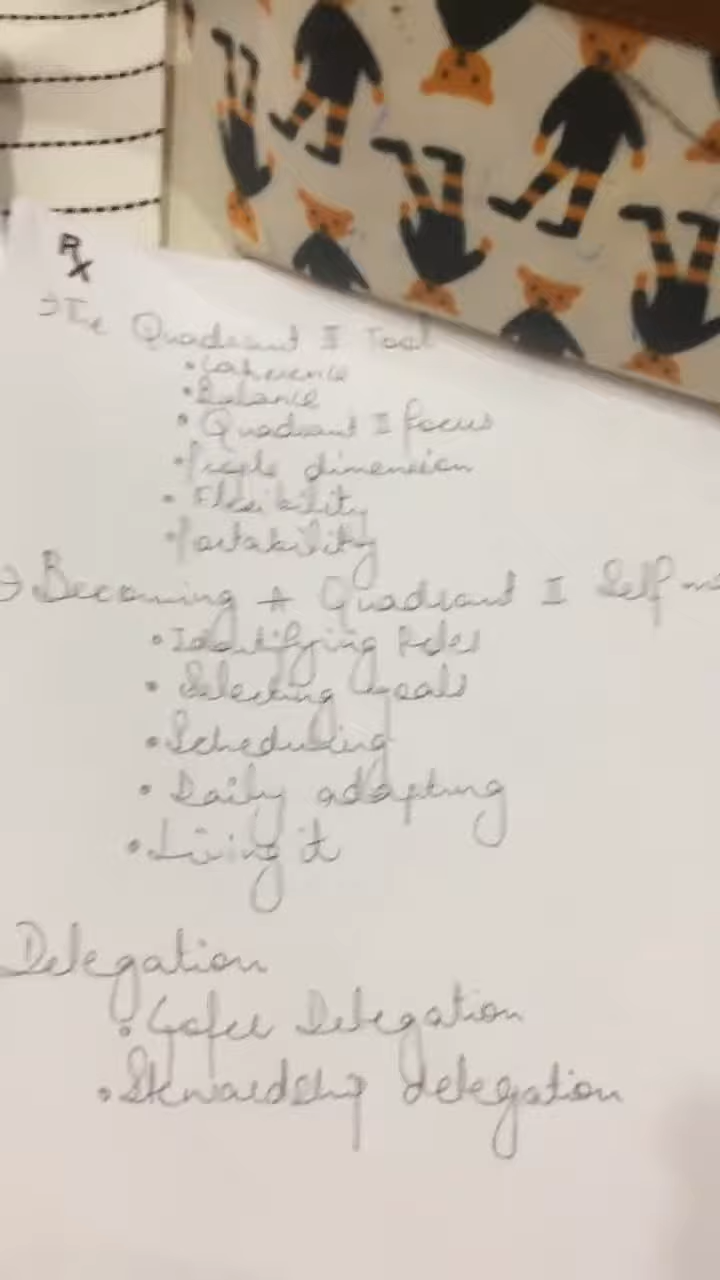 Rx
→ The Quadrant II Tool
• Coherence
• Balance
• Quadrant II focus
• People dimension
• Flexibility
• Portability
→ Becoming A Quadrant II Self
• Identifying Roles
• Selecting goals
• Scheduling
• Daily adapting
• Living it
Delegation
• Gofer Delegation
• Stewardship delegation